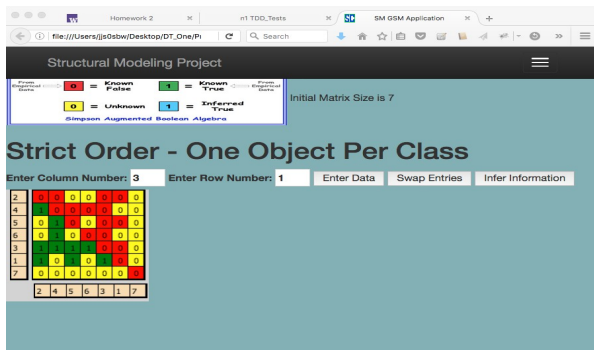 W Homework 2 × n1 TDD_Tests × SC SM GSM Application × +
file:///Users/jjs0sbw/Desktop/DT_One/Pr Search
Structural Modeling Project
From Empirical Data 0 = Known False 1 = Known True From Empirical Data
0 = Unknown 1 = Inferred True
Simpson Augmented Boolean Algebra
Initial Matrix Size is 7
Strict Order - One Object Per Class
Enter Column Number: 3 Enter Row Number: 1 Enter Data Swap Entries Infer Information
2 0 0 0 0 0 0 0
4 1 0 0 0 0 0 0
5 0 1 0 0 0 0 0
6 0 1 0 0 0 0 0
3 1 1 1 1 0 0 0
1 1 0 1 0 1 0 0
7 0 0 0 0 0 0 0
2 4 5 6 3 1 7